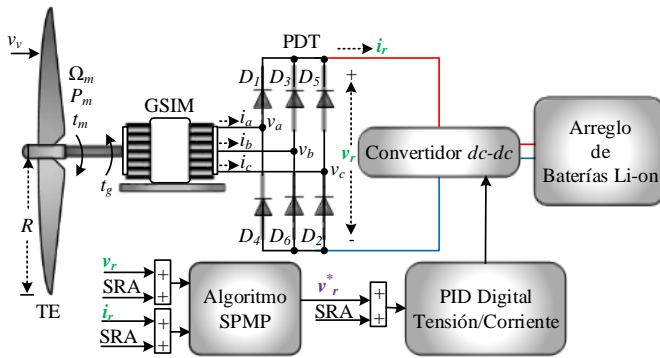 v_v
PDT
i_r
D_1
D_3
D_5
Ω_m
P_m
t_m
GSIM
i_a
i_b
i_c
v_a
v_b
v_c
+
v_r
-
t_g
R
D_4
D_6
D_2
Convertidor dc-dc
Arreglo
de
Baterías Li-on
TE
v_r
SRA
i_r
SRA
+
+
+
+
Algoritmo
SPMP
v*_r
SRA
+
+
PID Digital
Tensión/Corriente